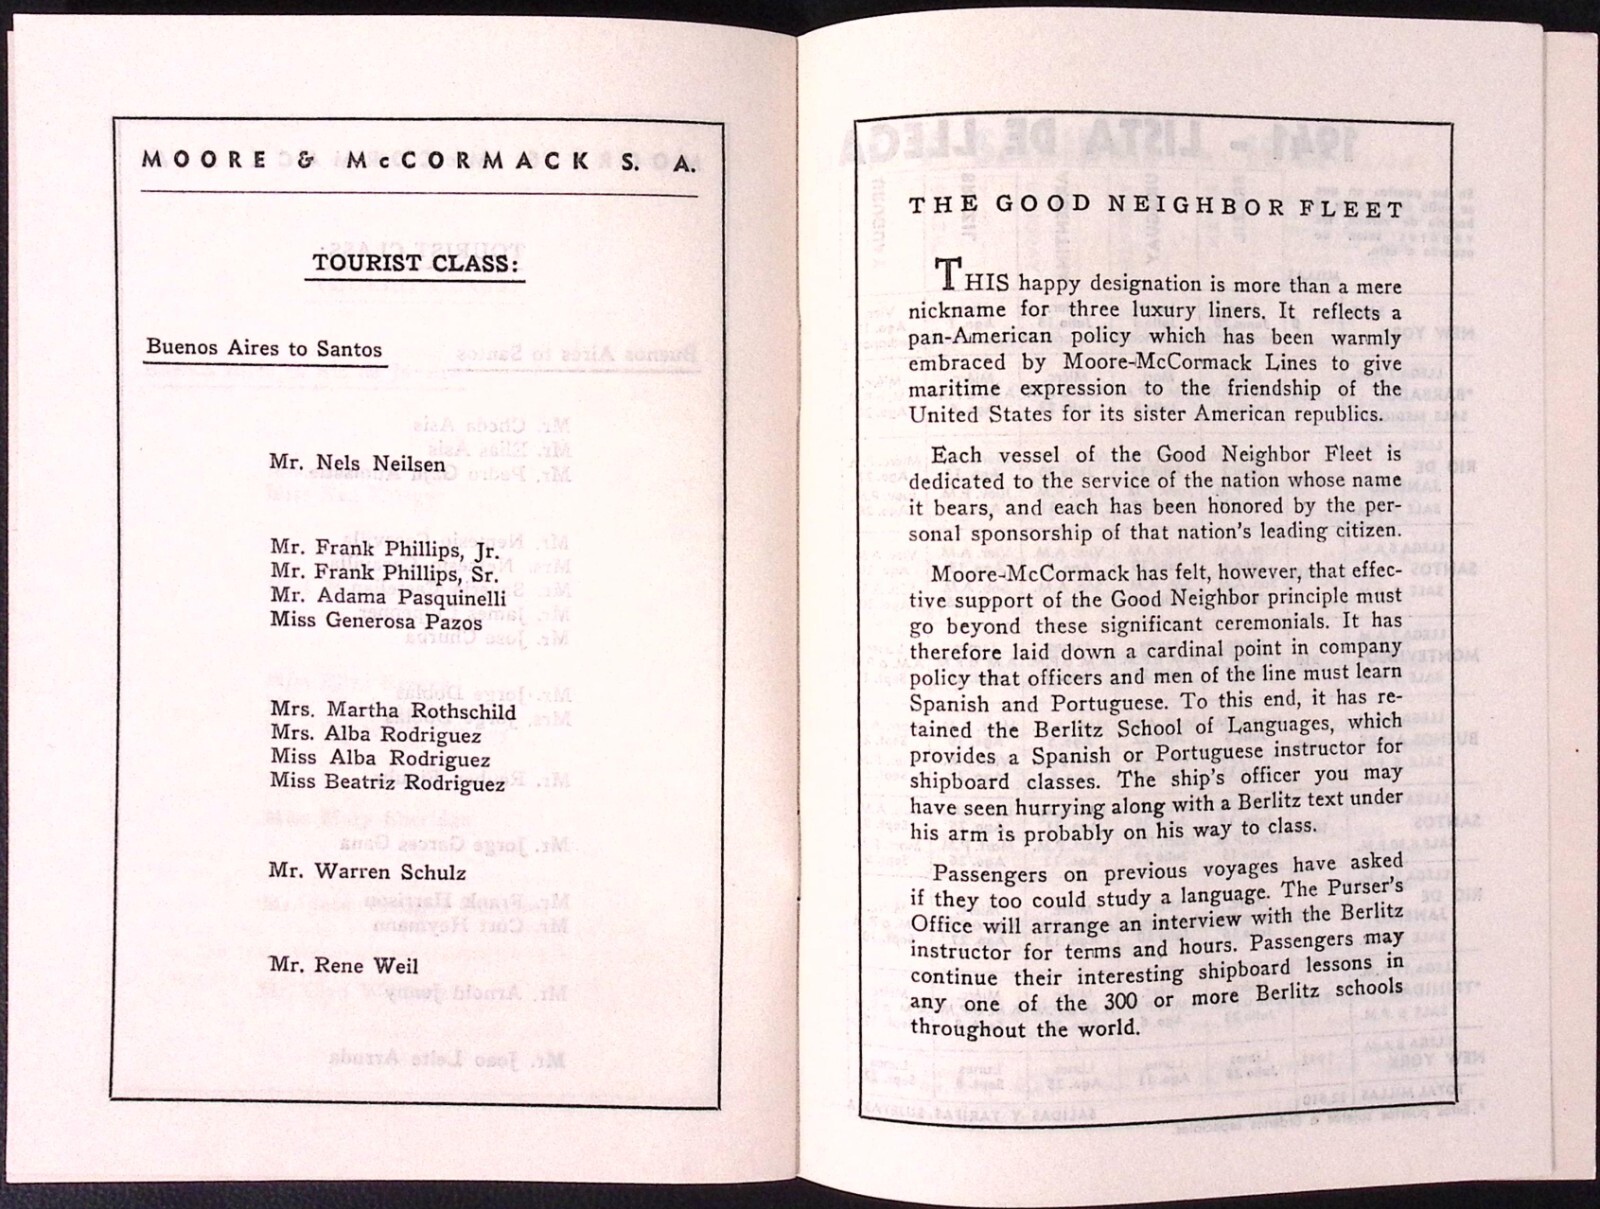 MOORE & McCORMACK S. A.
TOURIST CLASS:
Buenos Aires to Santos
Mr. Nels Neilsen
Mr. Frank Phillips, Jr.
Mr. Frank Phillips, Sr.
Mr. Adama Pasquinelli
Miss Generosa Pazos
Mrs. Martha Rothschild
Mrs. Alba Rodriguez
Miss Alba Rodriguez
Miss Beatriz Rodriguez
Mr. Warren Schulz
Mr. Rene Weil
THE GOOD NEIGHBOR FLEET
THIS happy designation is more than a mere
nickname for three luxury liners. It reflects a
pan-American policy which has been warmly
embraced by Moore-McCormack Lines to give
maritime expression to the friendship of the
United States for its sister American republics.
Each vessel of the Good Neighbor Fleet is
dedicated to the service of the nation whose name
it bears, and each has been honored by the per-
sonal sponsorship of that nation's leading citizen.
Moore-McCormack has felt, however, that effec-
tive support of the Good Neighbor principle must
go beyond these significant ceremonials. It has
therefore laid down a cardinal point in company
policy that officers and men of the line must learn
Spanish and Portuguese. To this end, it has re-
tained the Berlitz School of Languages, which
provides a Spanish or Portuguese instructor for
shipboard classes. The ship's officer you may
have seen hurrying along with a Berlitz text under
his arm is probably on his way to class.
Passengers on previous voyages have asked
if they too could study a language. The Purser's
Office will arrange an interview with the Berlitz
instructor for terms and hours. Passengers may
continue their interesting shipboard lessons in
any one of the 300 or more Berlitz schools
throughout the world.